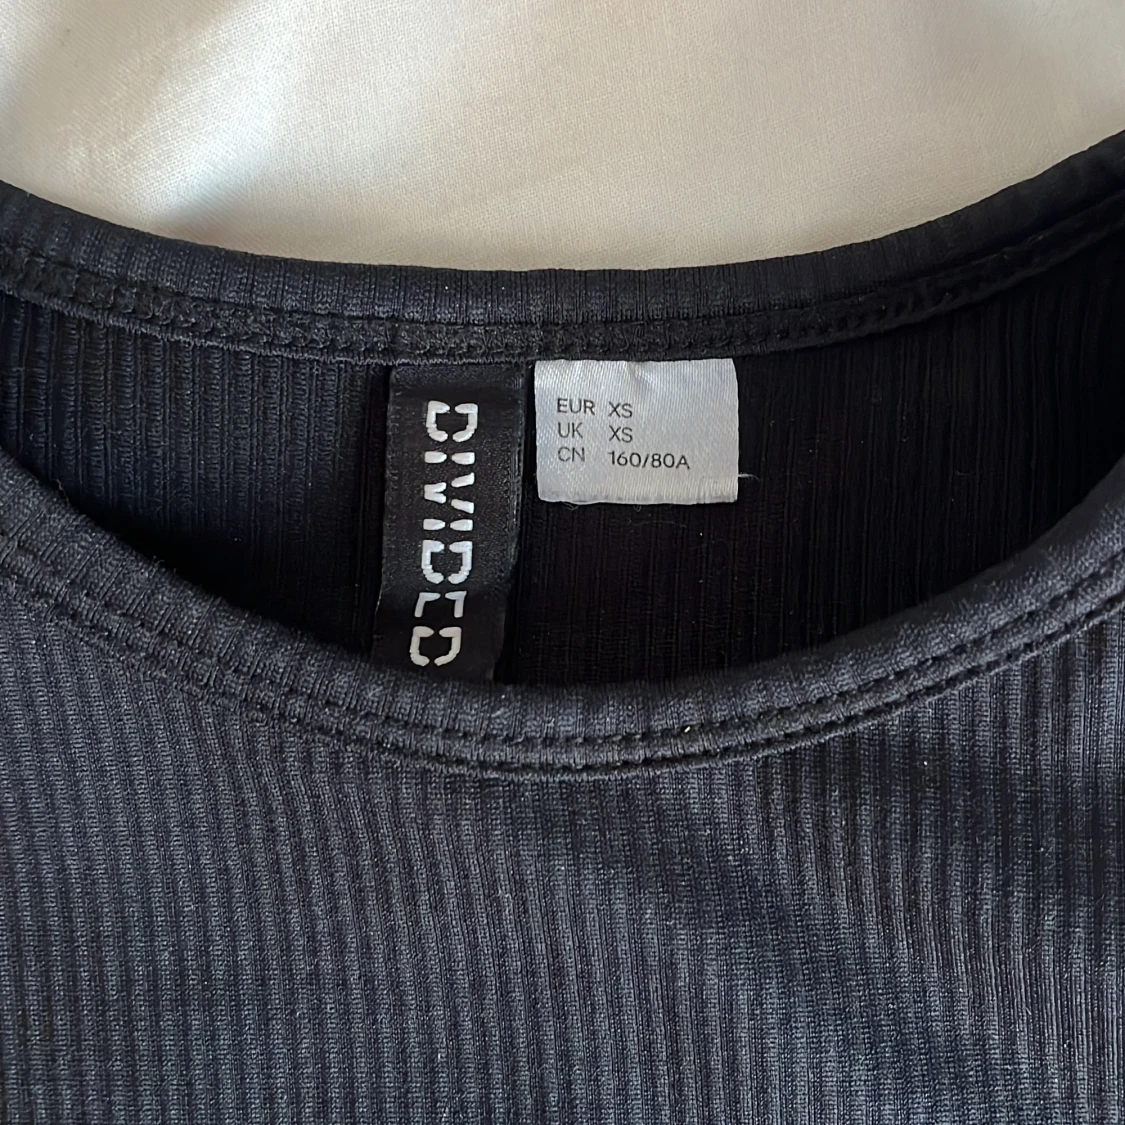 DIVIDED
EUR XS
UK XS
CN 160/80A